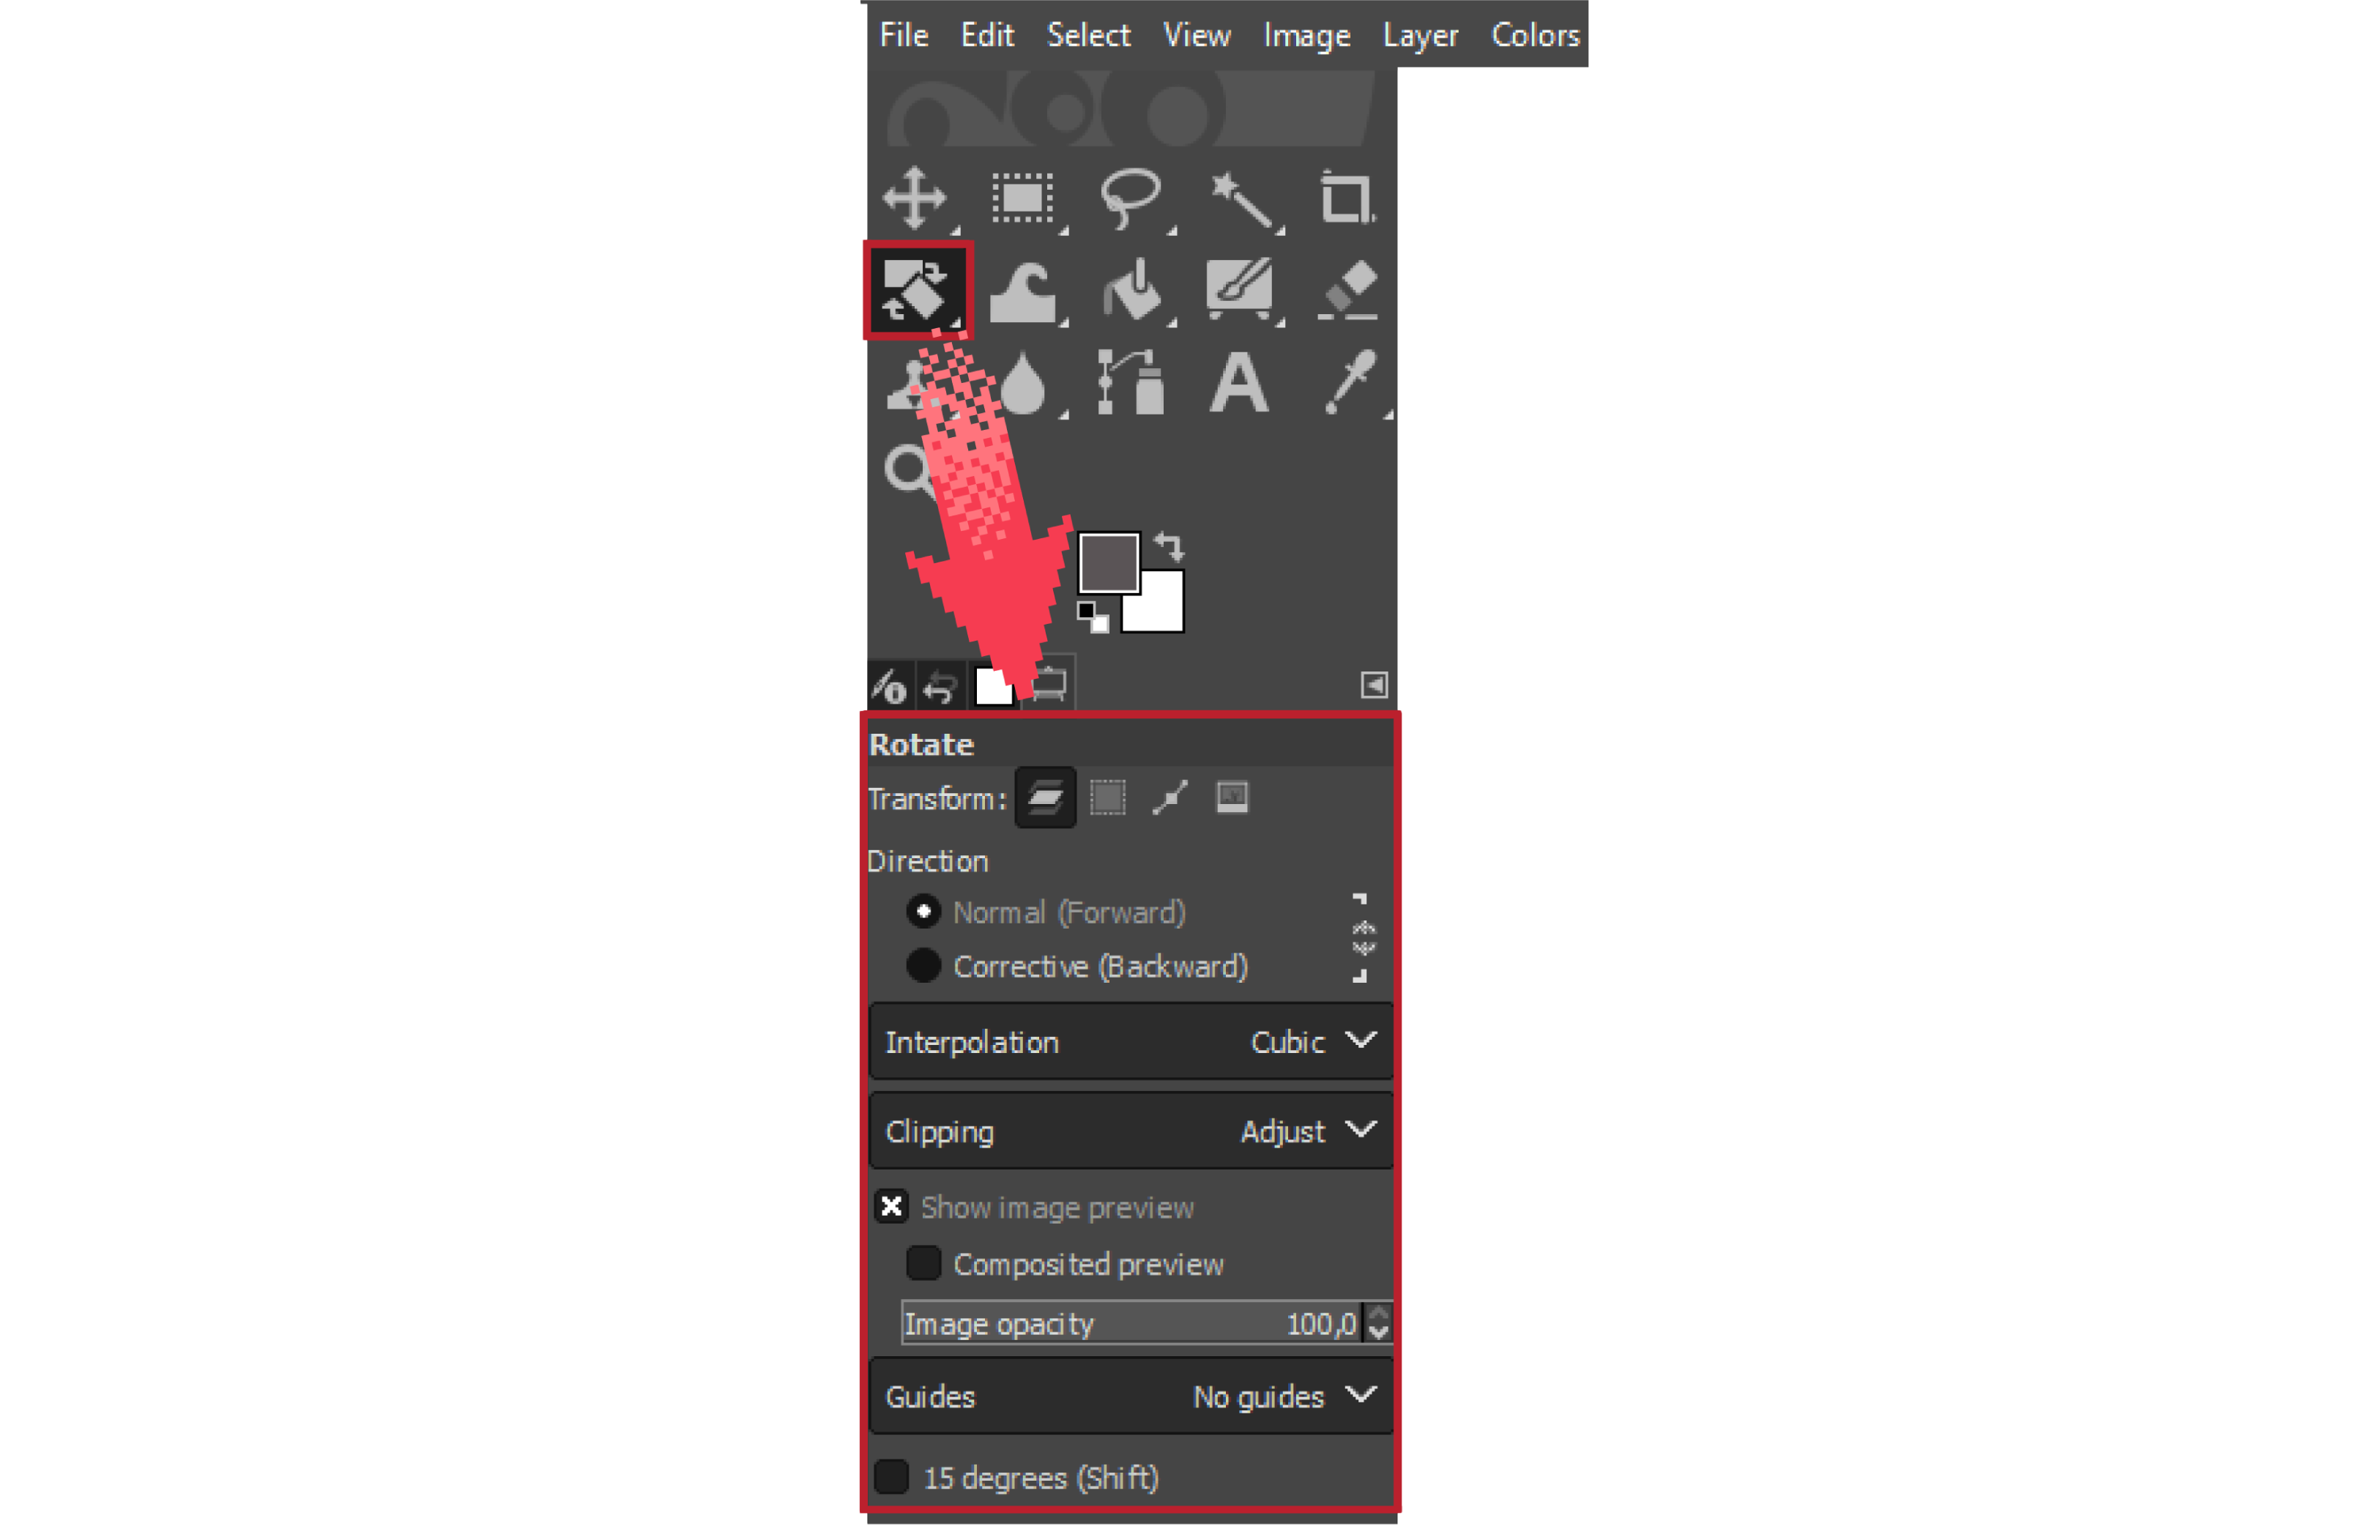 File Edit Select View Image Layer Colors
Rotate
Transform:
Direction
Normal (Forward)
Corrective (Backward)
Interpolation Cubic
Clipping Adjust
Show image preview
Composited preview
Image opacity 100,0
Guides No guides
15 degrees (Shift)